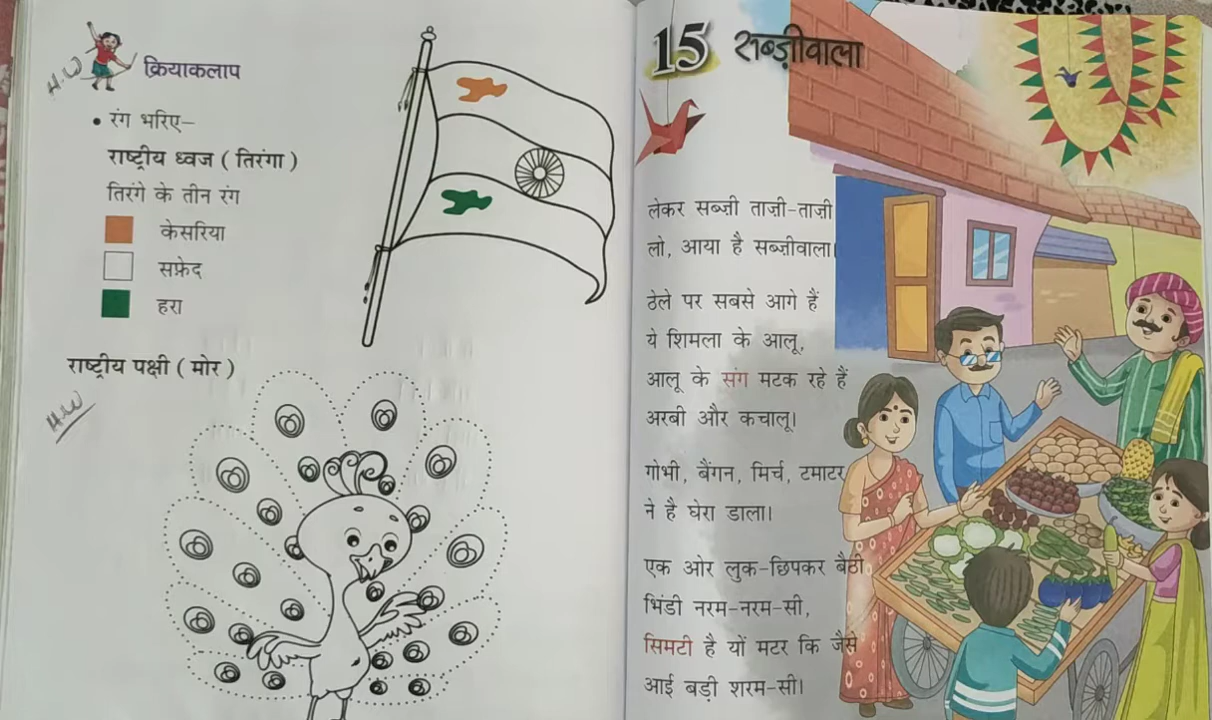 H.W
क्रियाकलाप
• रंग भरिए–
राष्ट्रीय ध्वज ( तिरंगा )
तिरंगे के तीन रंग
केसरिया
सफ़ेद
हरा
राष्ट्रीय पक्षी ( मोर )
H.W
15 सब्ज़ीवाला
लेकर सब्ज़ी ताज़ी-ताज़ी
लो, आया है सब्ज़ीवाला।
ठेले पर सबसे आगे हैं
ये शिमला के आलू,
आलू के संग मटक रहे हैं
अरबी और कचालू।
गोभी, बैंगन, मिर्च, टमाटर
ने है घेरा डाला।
एक ओर लुक-छिपकर बैठी
भिंडी नरम-नरम-सी,
सिमटी है यों मटर कि जैसे
आई बड़ी शरम-सी।